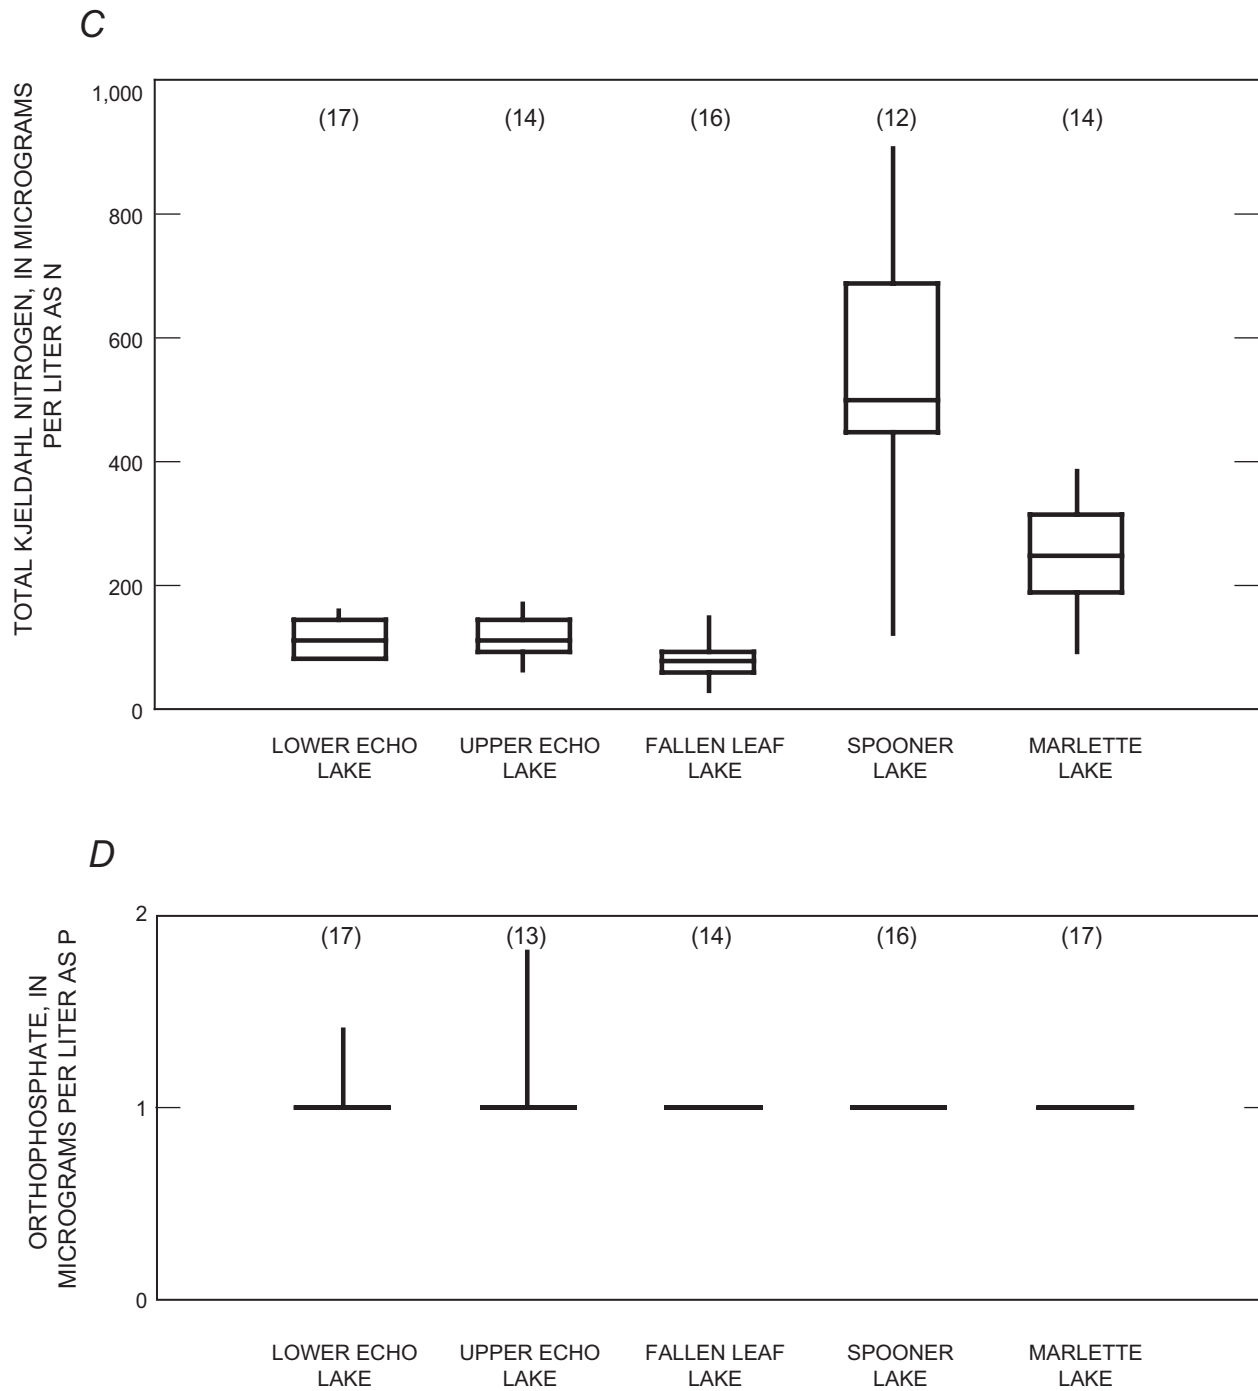 C
TOTAL KJELDAHL NITROGEN, IN MICROGRAMS
PER LITER AS N
1,000
800
600
400
200
0
(17) (14) (16) (12) (14)
LOWER ECHO UPPER ECHO FALLEN LEAF SPOONER MARLETTE
LAKE LAKE LAKE LAKE LAKE
D
ORTHOPHOSPHATE, IN
MICROGRAMS PER LITER AS P
2
1
0
(17) (13) (14) (16) (17)
LOWER ECHO UPPER ECHO FALLEN LEAF SPOONER MARLETTE
LAKE LAKE LAKE LAKE LAKE